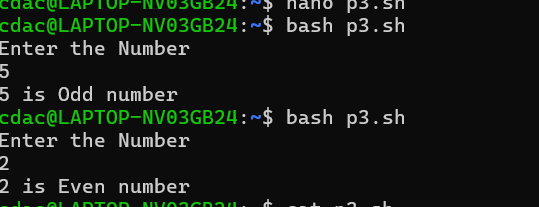 cdac@LAPTOP-NV03GB24:~$ nano p3.sh
cdac@LAPTOP-NV03GB24:~$ bash p3.sh
Enter the Number
5
5 is Odd number
cdac@LAPTOP-NV03GB24:~$ bash p3.sh
Enter the Number
2
2 is Even number
cdac@LAPTOP-NV03GB24:~$ cat p3.sh